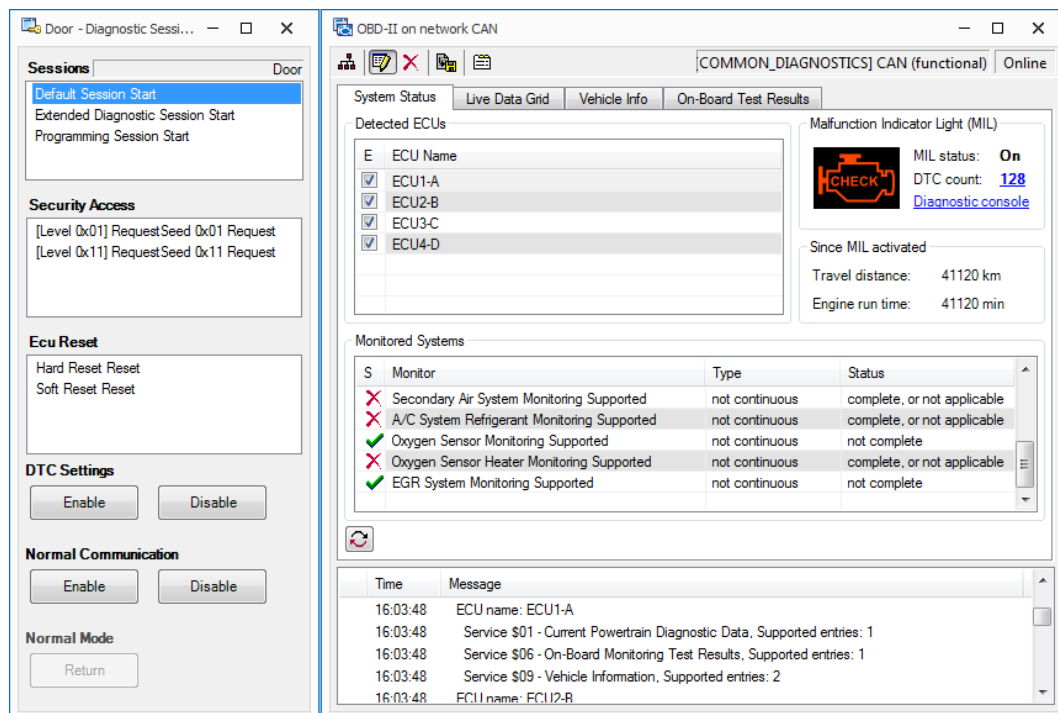 Door - Diagnostic Sessi...
Sessions Door
Default Session Start
Extended Diagnostic Session Start
Programming Session Start
Security Access
[Level 0x01] RequestSeed 0x01 Request
[Level 0x11] RequestSeed 0x11 Request
Ecu Reset
Hard Reset Reset
Soft Reset Reset
DTC Settings
Enable Disable
Normal Communication
Enable Disable
Normal Mode
Return
OBD-II on network CAN
[COMMON_DIAGNOSTICS] CAN (functional) Online
System Status Live Data Grid Vehicle Info On-Board Test Results
Detected ECUs
E ECU Name
ECU1-A
ECU2-B
ECU3-C
ECU4-D
Malfunction Indicator Light (MIL)
CHECK
MIL status: On
DTC count: 128
Diagnostic console
Since MIL activated
Travel distance: 41120 km
Engine run time: 41120 min
Monitored Systems
S Monitor Type Status
Secondary Air System Monitoring Supported not continuous complete, or not applicable
A/C System Refrigerant Monitoring Supported not continuous complete, or not applicable
Oxygen Sensor Monitoring Supported not continuous not complete
Oxygen Sensor Heater Monitoring Supported not continuous complete, or not applicable
EGR System Monitoring Supported not continuous not complete
Time Message
16:03:48 ECU name: ECU1-A
16:03:48 Service $01 - Current Powertrain Diagnostic Data, Supported entries: 1
16:03:48 Service $06 - On-Board Monitoring Test Results, Supported entries: 1
16:03:48 Service $09 - Vehicle Information, Supported entries: 2
16:03:48 ECU name: ECU2-B